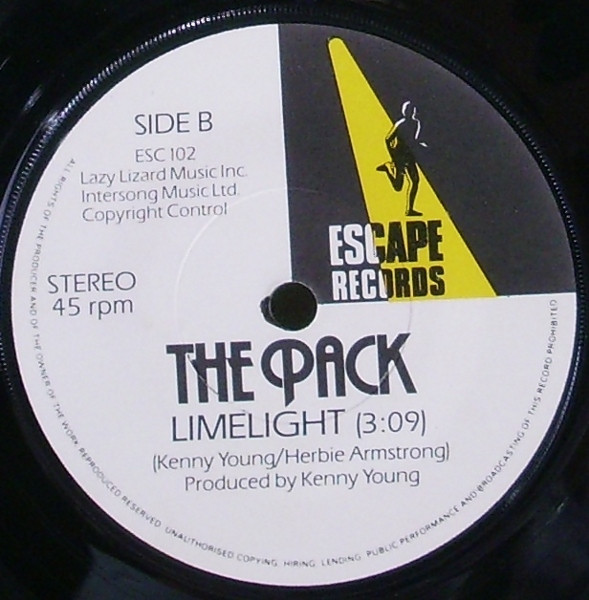 SIDE B
ESC 102
Lazy Lizard Music Inc.
Intersong Music Ltd.
Copyright Control
STEREO
45 rpm
ESCAPE
RECORDS
THE PACK
LIMELIGHT (3:09)
(Kenny Young/Herbie Armstrong)
Produced by Kenny Young
ALL RIGHTS OF THE PRODUCER AND OF THE OWNER OF THE WORK REPRODUCED RESERVED. UNAUTHORISED COPYING, HIRING, LENDING, PUBLIC PERFORMANCE AND BROADCASTING OF THIS RECORD PROHIBITED